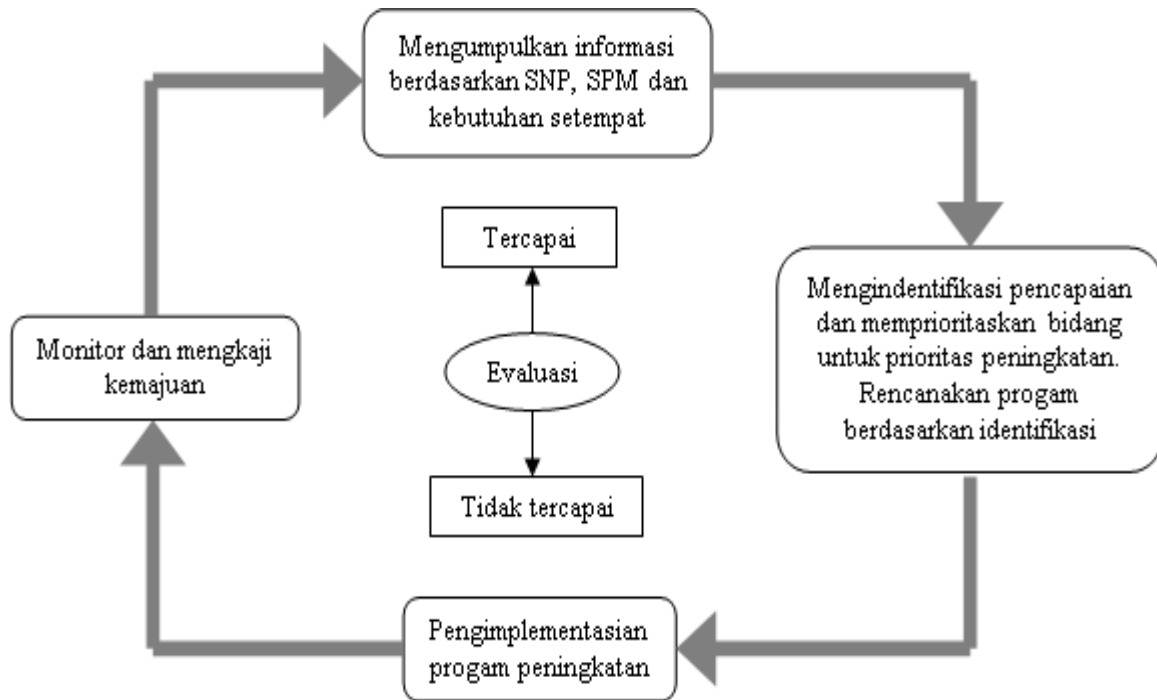 Mengumpulkan informasi
berdasarkan SNP, SPM dan
kebutuhan setempat
Tercapai
Mengindentifikasi pencapaian
dan memprioritaskan bidang
untuk prioritas peningkatan.
Rencanakan progam
berdasarkan identifikasi
Monitor dan mengkaji
kemajuan
Evaluasi
Tidak tercapai
Pengimplementasian
progam peningkatan